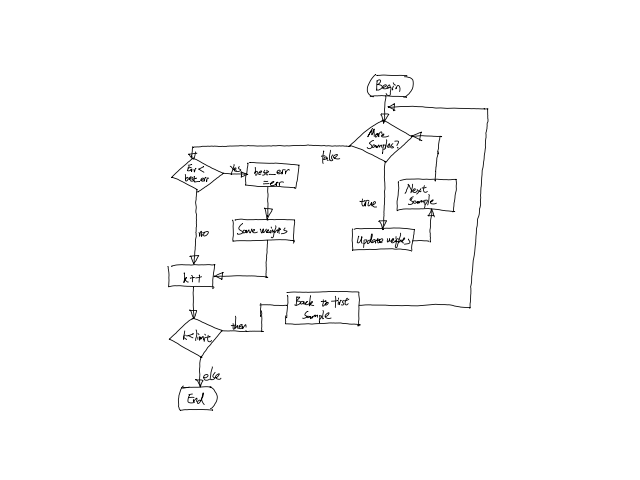 Begin
More
Samples?
false
Err<
best_err
Yes
best_err
=err
Next
Sample
true
no
Save weights
Update weights
k++
Back to first
Sample
k<limit
then
else
End